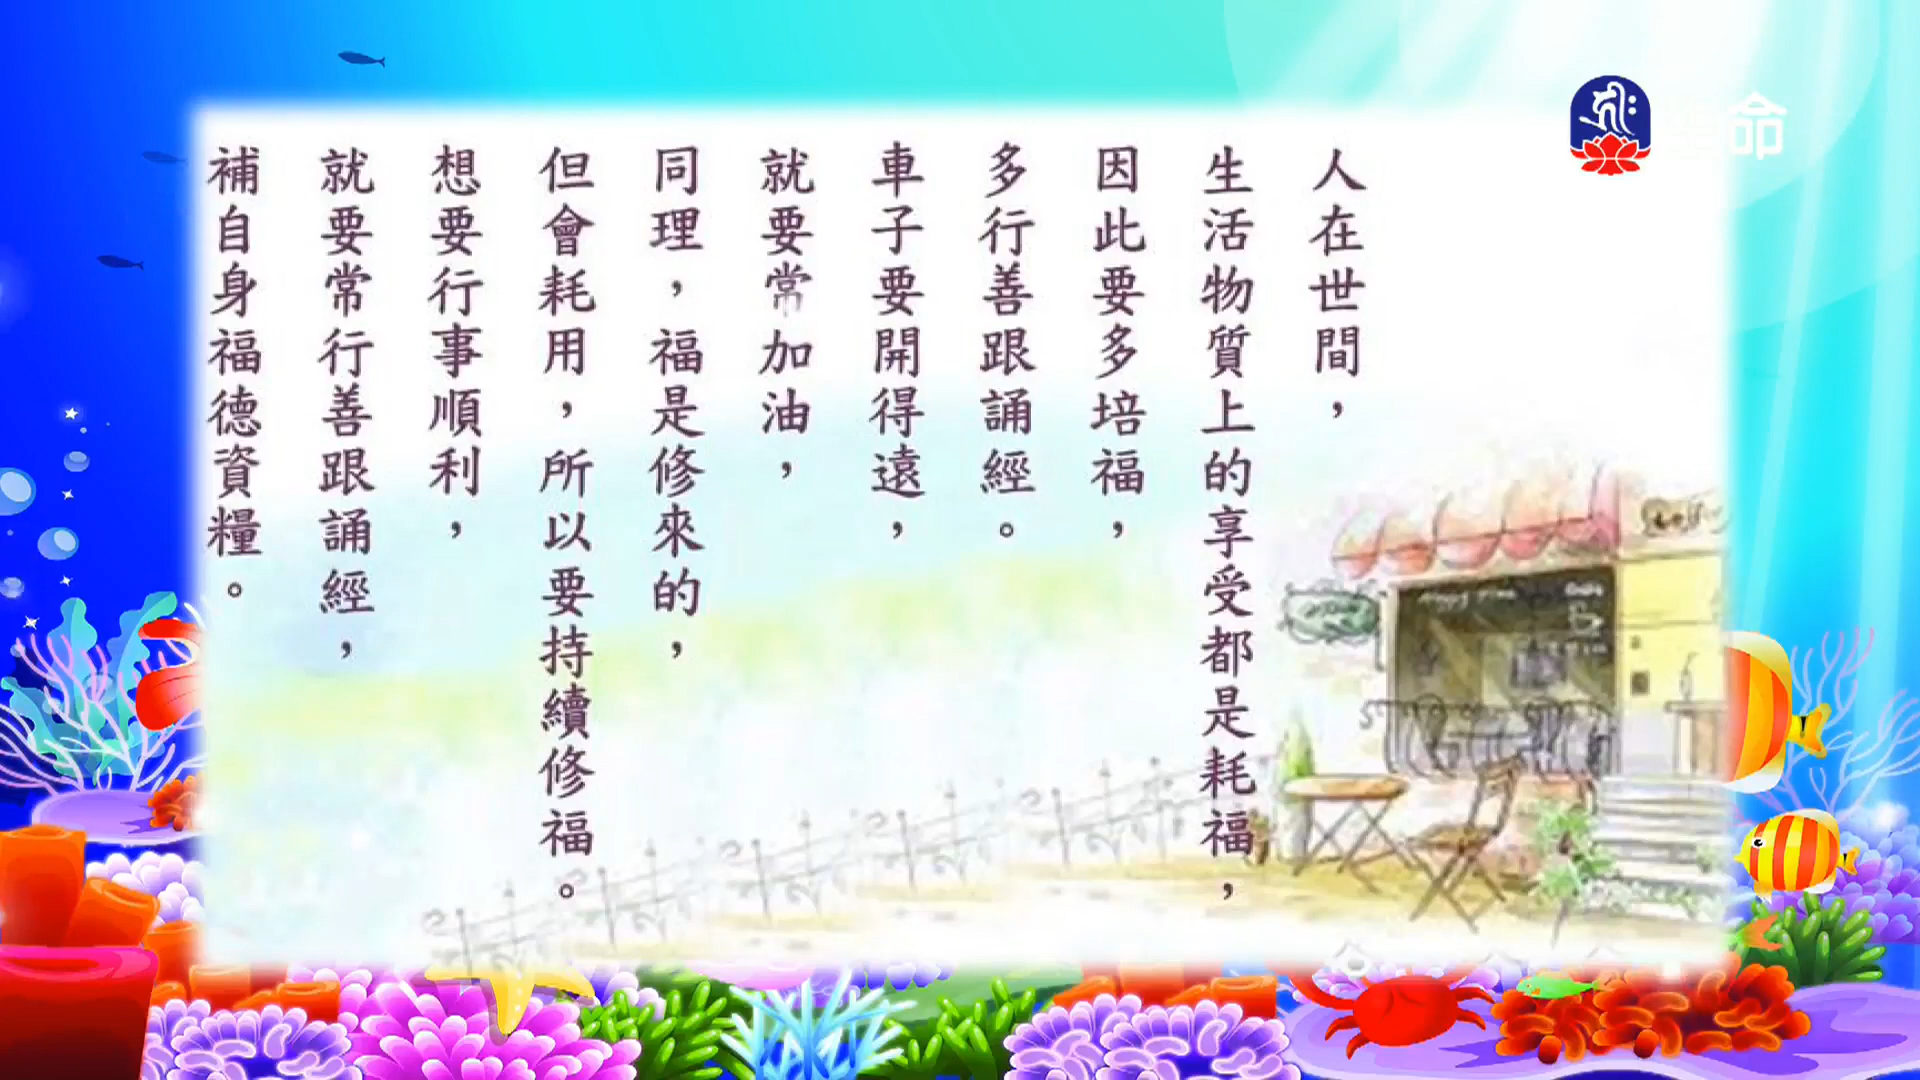 人在世間，
生活物質上的享受都是耗福，
因此要多培福，
多行善跟誦經。
車子要開得遠，
就要常加油，
同理，福是修來的，
但會耗用，所以要持續修福。
想要行事順利，
就要常行善跟誦經，
補自身福德資糧。
命